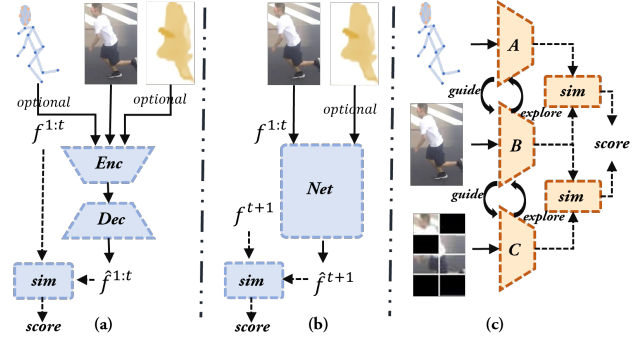 optional
optional
f^{1:t}
Enc
Dec
sim
f̂^{1:t}
score
(a)
optional
f^{1:t}
Net
f^{t+1}
sim
f̂^{t+1}
score
(b)
A
guide
explore
sim
B
score
guide
explore
sim
C
(c)